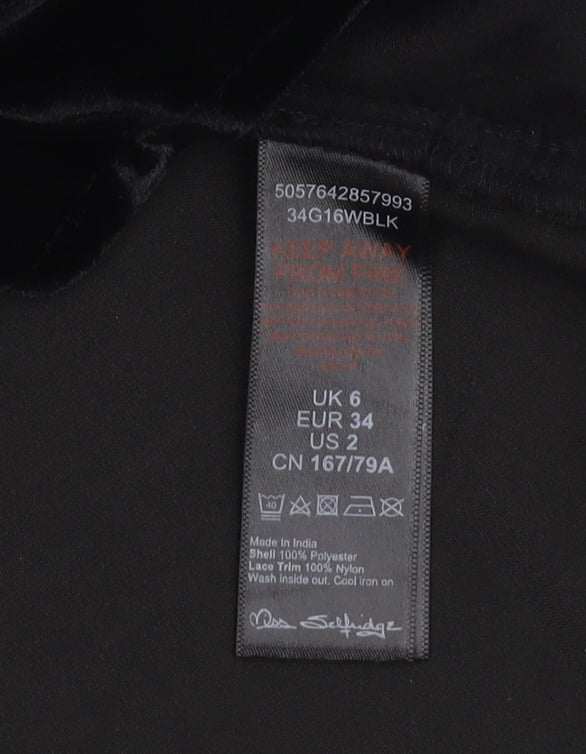 5057642857993
34G16WBLK
KEEP AWAY
FROM FIRE
UK 6
EUR 34
US 2
CN 167/79A
40
Made In India
Shell 100% Polyester
Lace Trim 100% Nylon
Wash inside out. Cool iron on
Miss Selfridge